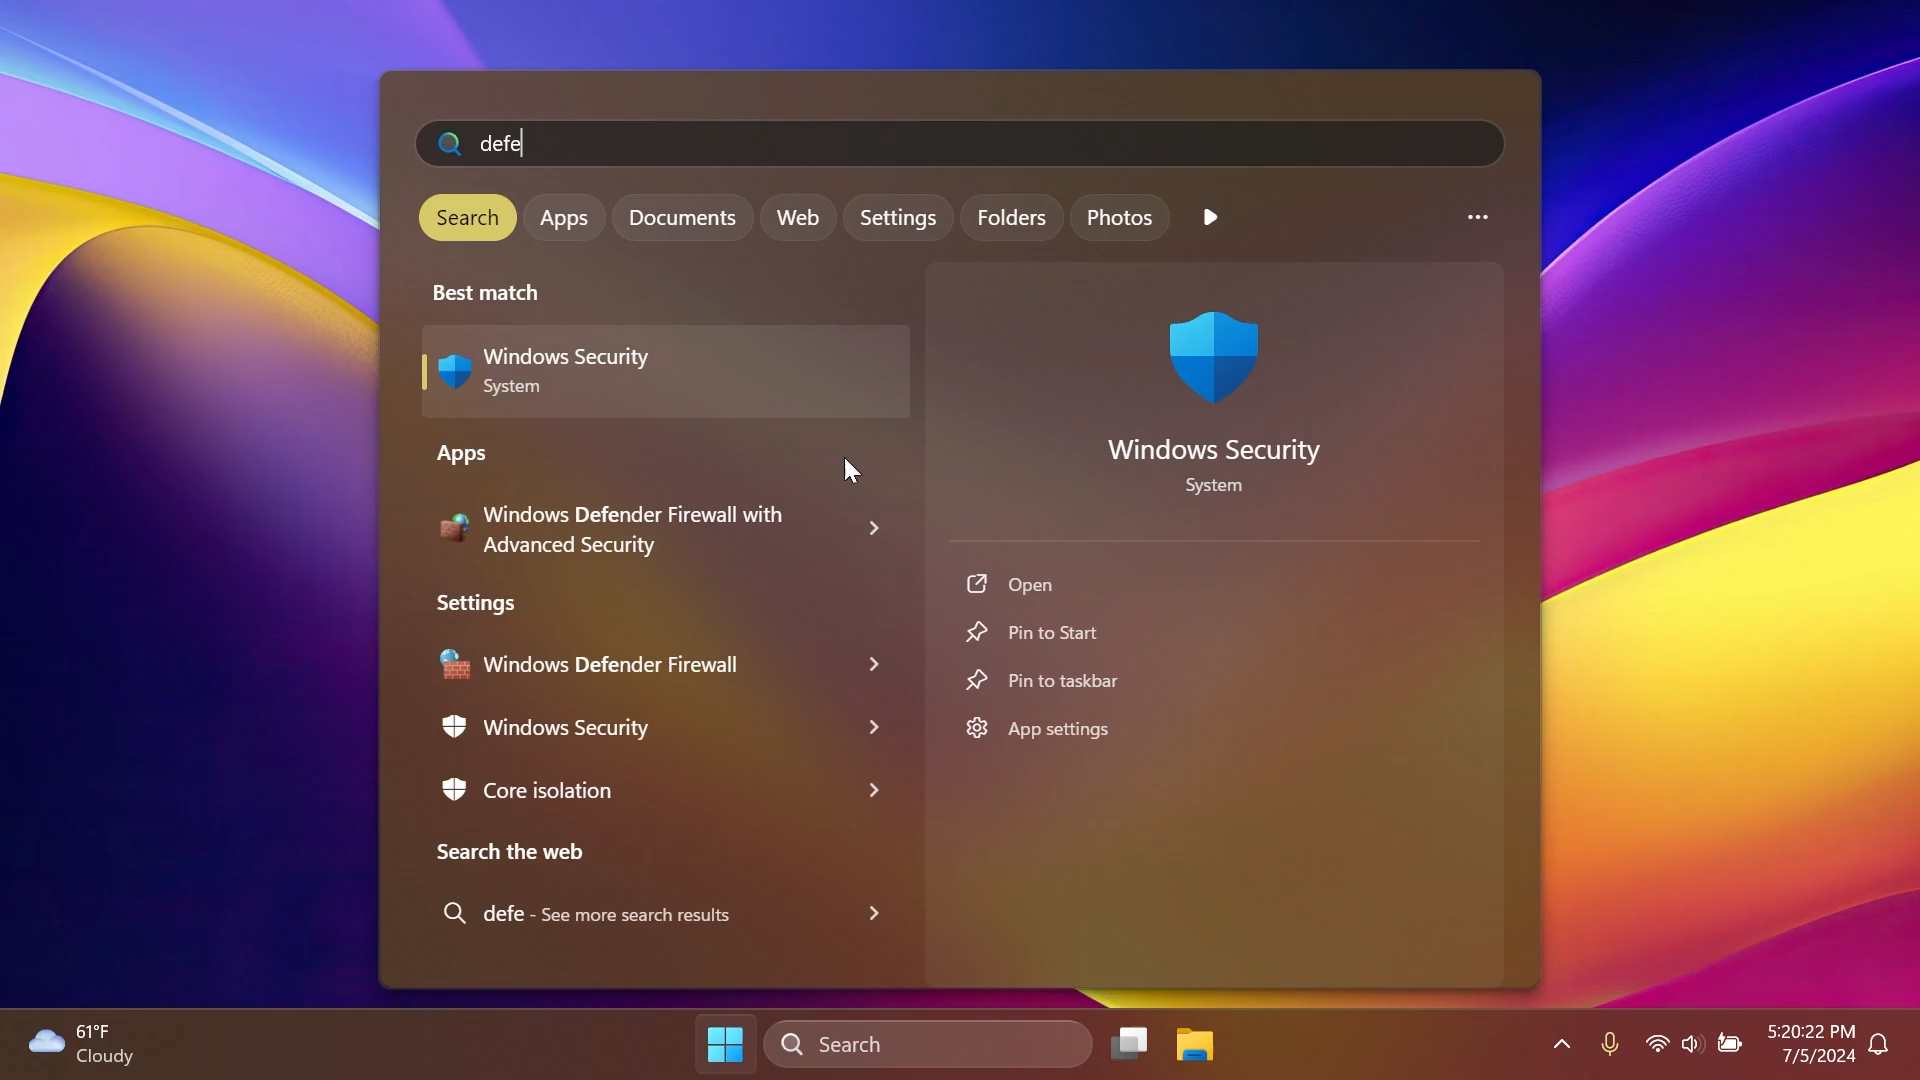 defe
Search Apps Documents Web Settings Folders Photos
Best match
Windows Security
System
Apps
Windows Defender Firewall with
Advanced Security
Settings
Windows Defender Firewall
Windows Security
Core isolation
Search the web
defe - See more search results
Windows Security
System
Open
Pin to Start
Pin to taskbar
App settings
61°F
Cloudy
Search
5:20:22 PM
7/5/2024